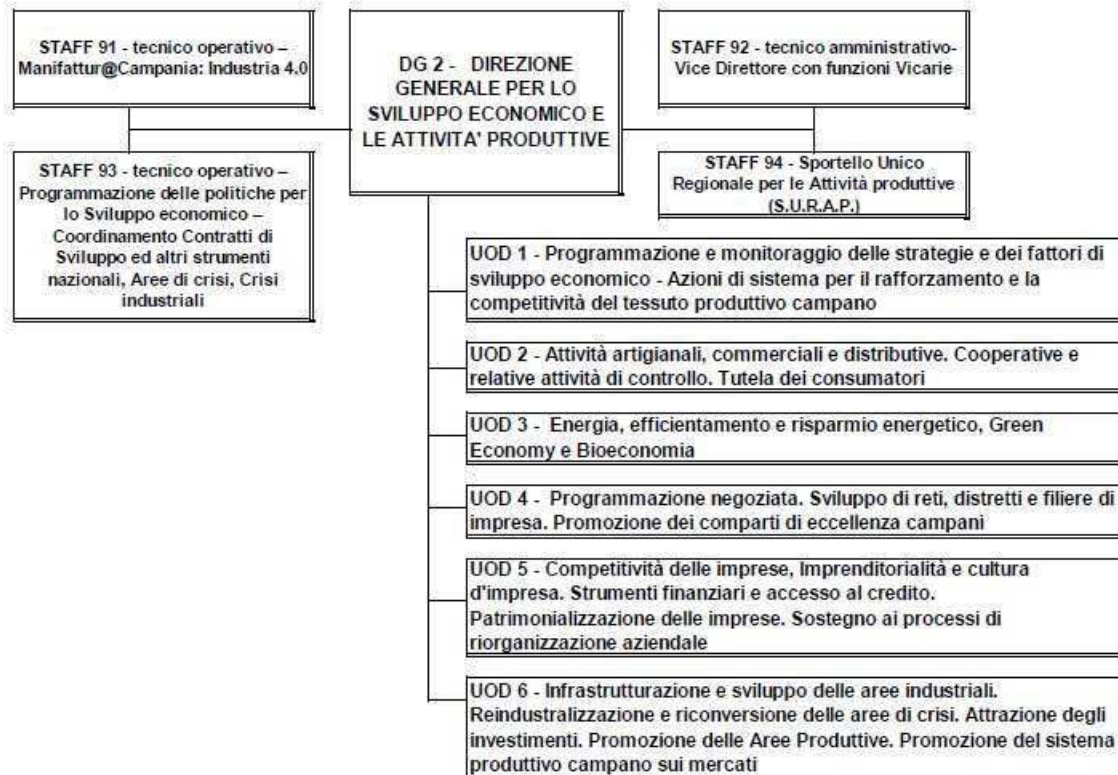 STAFF 91 - tecnico operativo –
Manifattur@Campania: Industria 4.0
DG 2 - DIREZIONE
GENERALE PER LO
SVILUPPO ECONOMICO E
LE ATTIVITA' PRODUTTIVE
STAFF 92 - tecnico amministrativo-
Vice Direttore con funzioni Vicarie
STAFF 93 - tecnico operativo –
Programmazione delle politiche per
lo Sviluppo economico –
Coordinamento Contratti di
Sviluppo ed altri strumenti
nazionali, Aree di crisi, Crisi
industriali
STAFF 94 - Sportello Unico
Regionale per le Attività produttive
(S.U.R.A.P.)
UOD 1 - Programmazione e monitoraggio delle strategie e dei fattori di
sviluppo economico - Azioni di sistema per il rafforzamento e la
competitività del tessuto produttivo campano
UOD 2 - Attività artigianali, commerciali e distributive. Cooperative e
relative attività di controllo. Tutela dei consumatori
UOD 3 - Energia, efficientamento e risparmio energetico, Green
Economy e Bioeconomia
UOD 4 - Programmazione negoziata. Sviluppo di reti, distretti e filiere di
impresa. Promozione dei comparti di eccellenza campani
UOD 5 - Competitività delle imprese, Imprenditorialità e cultura
d'impresa. Strumenti finanziari e accesso al credito.
Patrimonializzazione delle imprese. Sostegno ai processi di
riorganizzazione aziendale
UOD 6 - Infrastrutturazione e sviluppo delle aree industriali.
Reindustralizzazione e riconversione delle aree di crisi. Attrazione degli
investimenti. Promozione delle Aree Produttive. Promozione del sistema
produttivo campano sui mercati